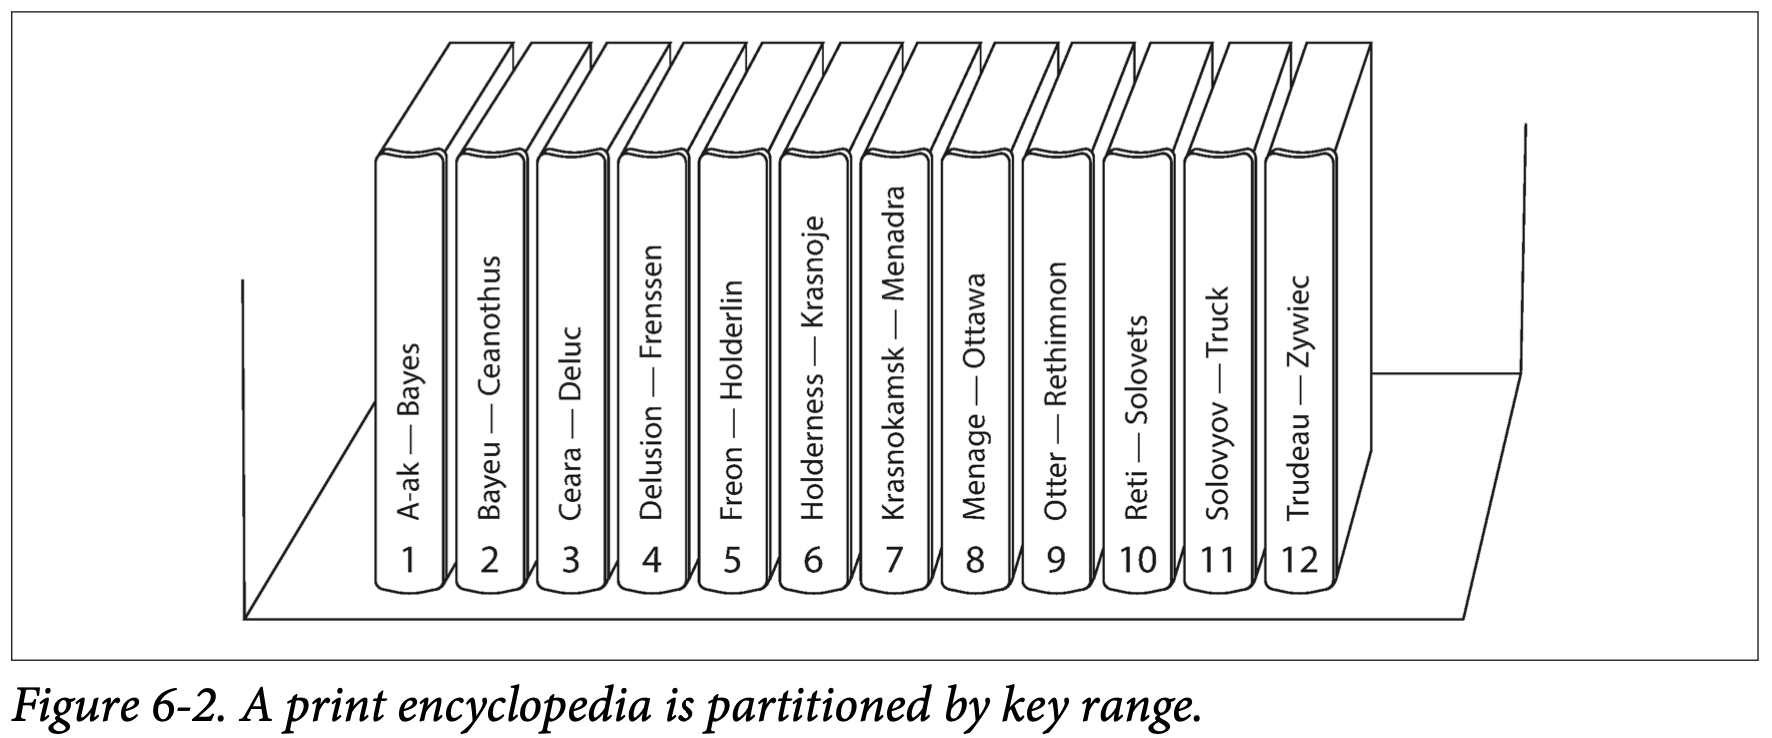 A-ak — Bayes
1
Bayeu — Ceanothus
2
Ceara — Deluc
3
Delusion — Frenssen
4
Freon — Holderlin
5
Holderness — Krasnoje
6
Krasnokamsk — Menadra
7
Menage — Ottawa
8
Otter — Rethimnon
9
Reti — Solovets
10
Solovyov — Truck
11
Trudeau — Zywiec
12
Figure 6-2. A print encyclopedia is partitioned by key range.